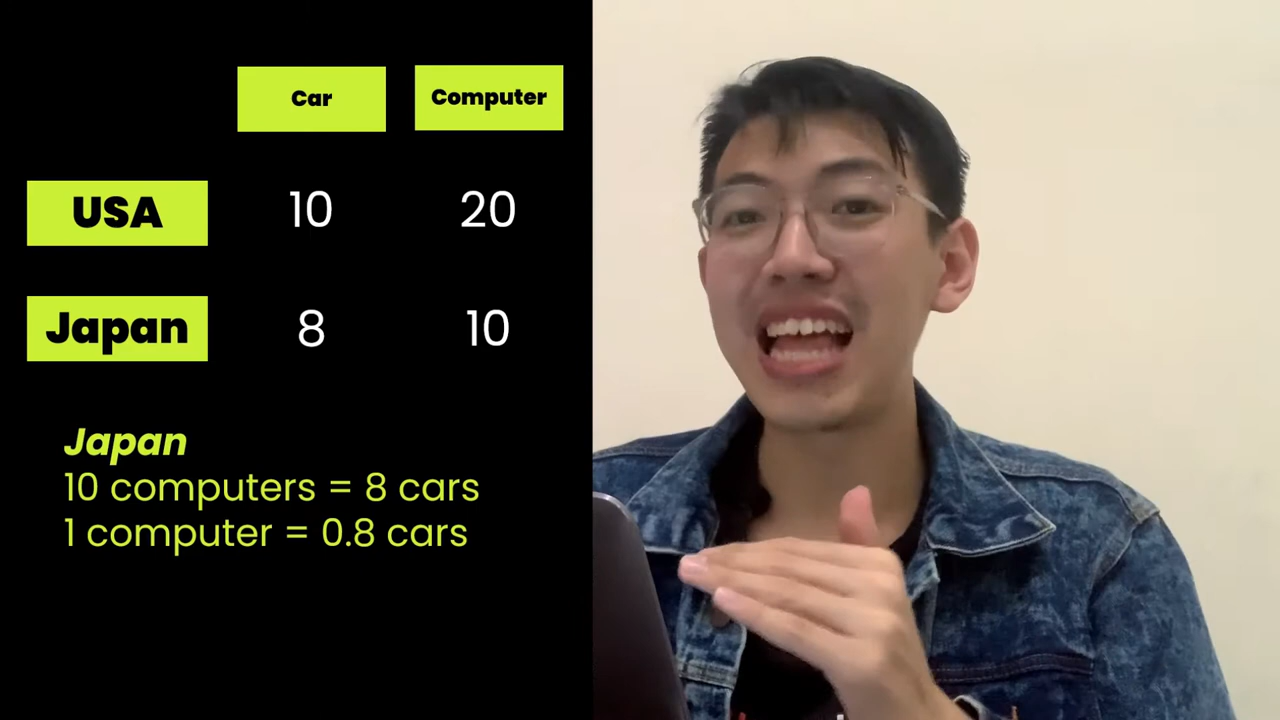 Car Computer
USA 10 20
Japan 8 10
Japan
10 computers = 8 cars
1 computer = 0.8 cars